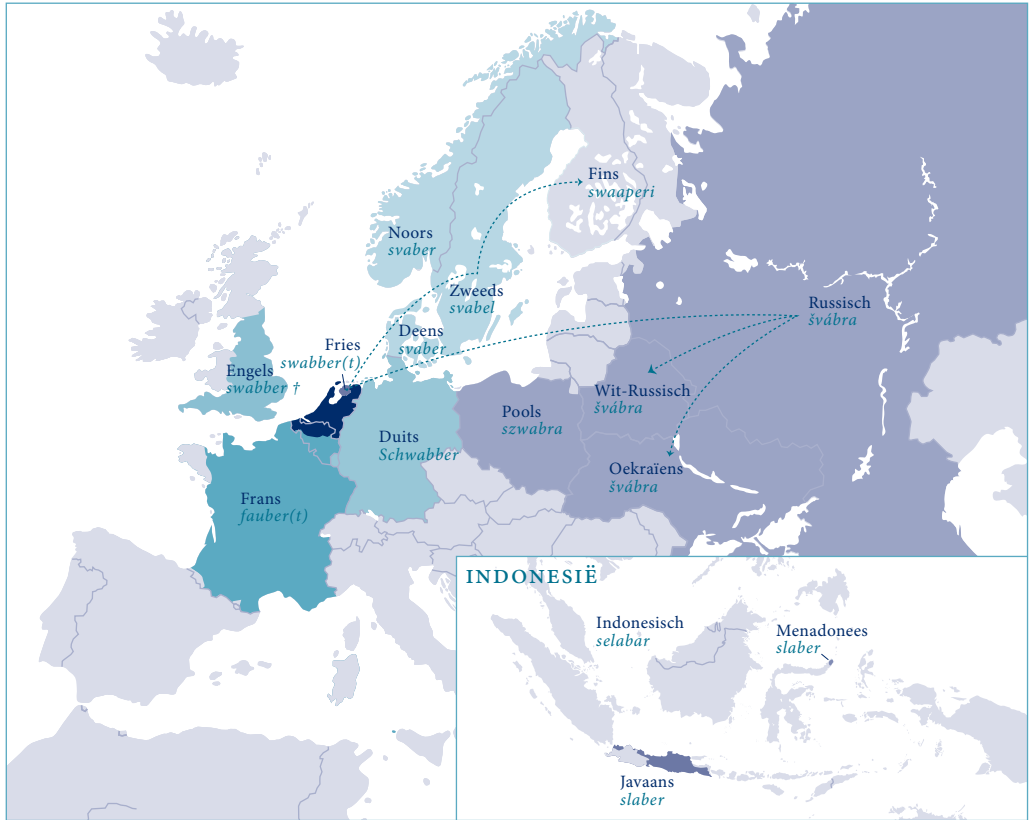 Fins
swaaperi
Noors
svaber
Zweeds
svabel
Russisch
švábra
Deens
svaber
Fries
swabber(t)
Engels
swabber †
Wit-Russisch
švábra
Pools
szwabra
Duits
Schwabber
Oekraïens
švábra
Frans
fauber(t)
INDONESIË
Indonesisch
selabar
Menadonees
slaber
Javaans
slaber